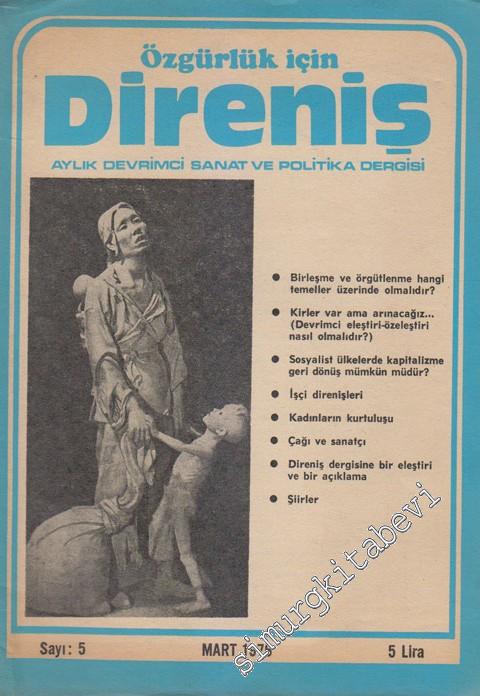 Özgürlük için
Direniş
AYLIK DEVRİMCİ SANAT VE POLİTİKA DERGİSİ
● Birleşme ve örgütlenme hangi
temeller üzerinde olmalıdır?
● Kirler var ama arınacağız...
(Devrimci eleştiri-özeleştiri
nasıl olmalıdır?)
● Sosyalist ülkelerde kapitalizme
geri dönüş mümkün müdür?
● İşçi direnişleri
● Kadınların kurtuluşu
● Çağı ve sanatçı
● Direniş dergisine bir eleştiri
ve bir açıklama
● Şiirler
Sayı: 5
MART
5 Lira
simurgkitabevi